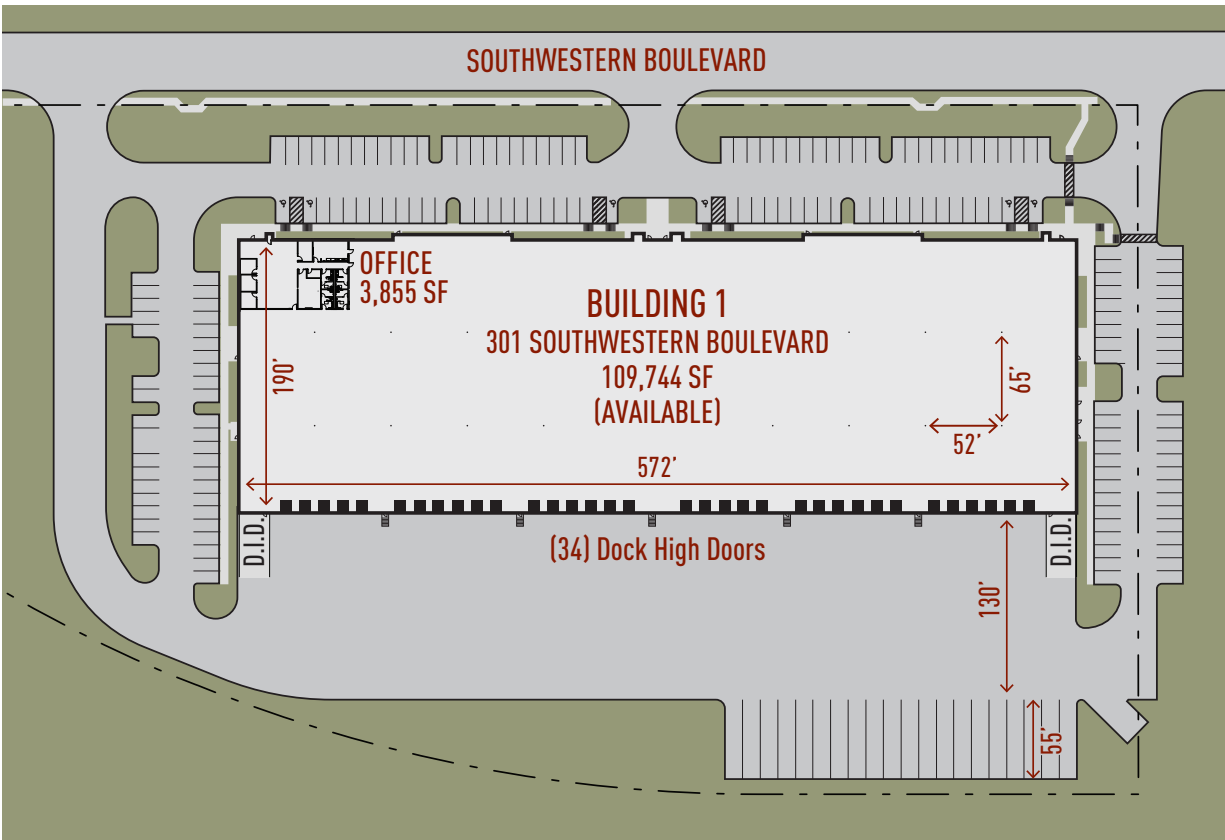 SOUTHWESTERN BOULEVARD
OFFICE
3,855 SF
BUILDING 1
301 SOUTHWESTERN BOULEVARD
109,744 SF
(AVAILABLE)
190'
65'
52'
572'
D.I.D.
(34) Dock High Doors
D.I.D.
130'
55'